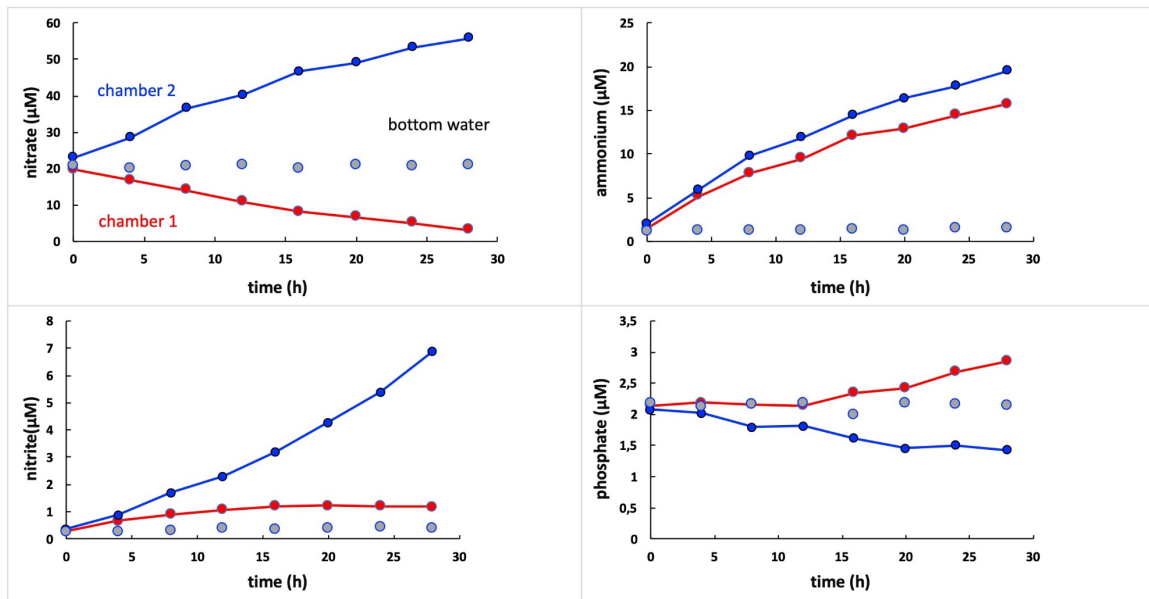 60
50
40
30
20
10
0
nitrate (µM)
chamber 2
bottom water
chamber 1
0 5 10 15 20 25 30
time (h)
25
20
15
10
5
0
ammonium (µM)
0 5 10 15 20 25 30
time (h)
8
7
6
5
4
3
2
1
0
nitrite(µM)
0 5 10 15 20 25 30
time (h)
3,5
3
2,5
2
1,5
1
0,5
0
phosphate (µM)
0 5 10 15 20 25 30
time (h)